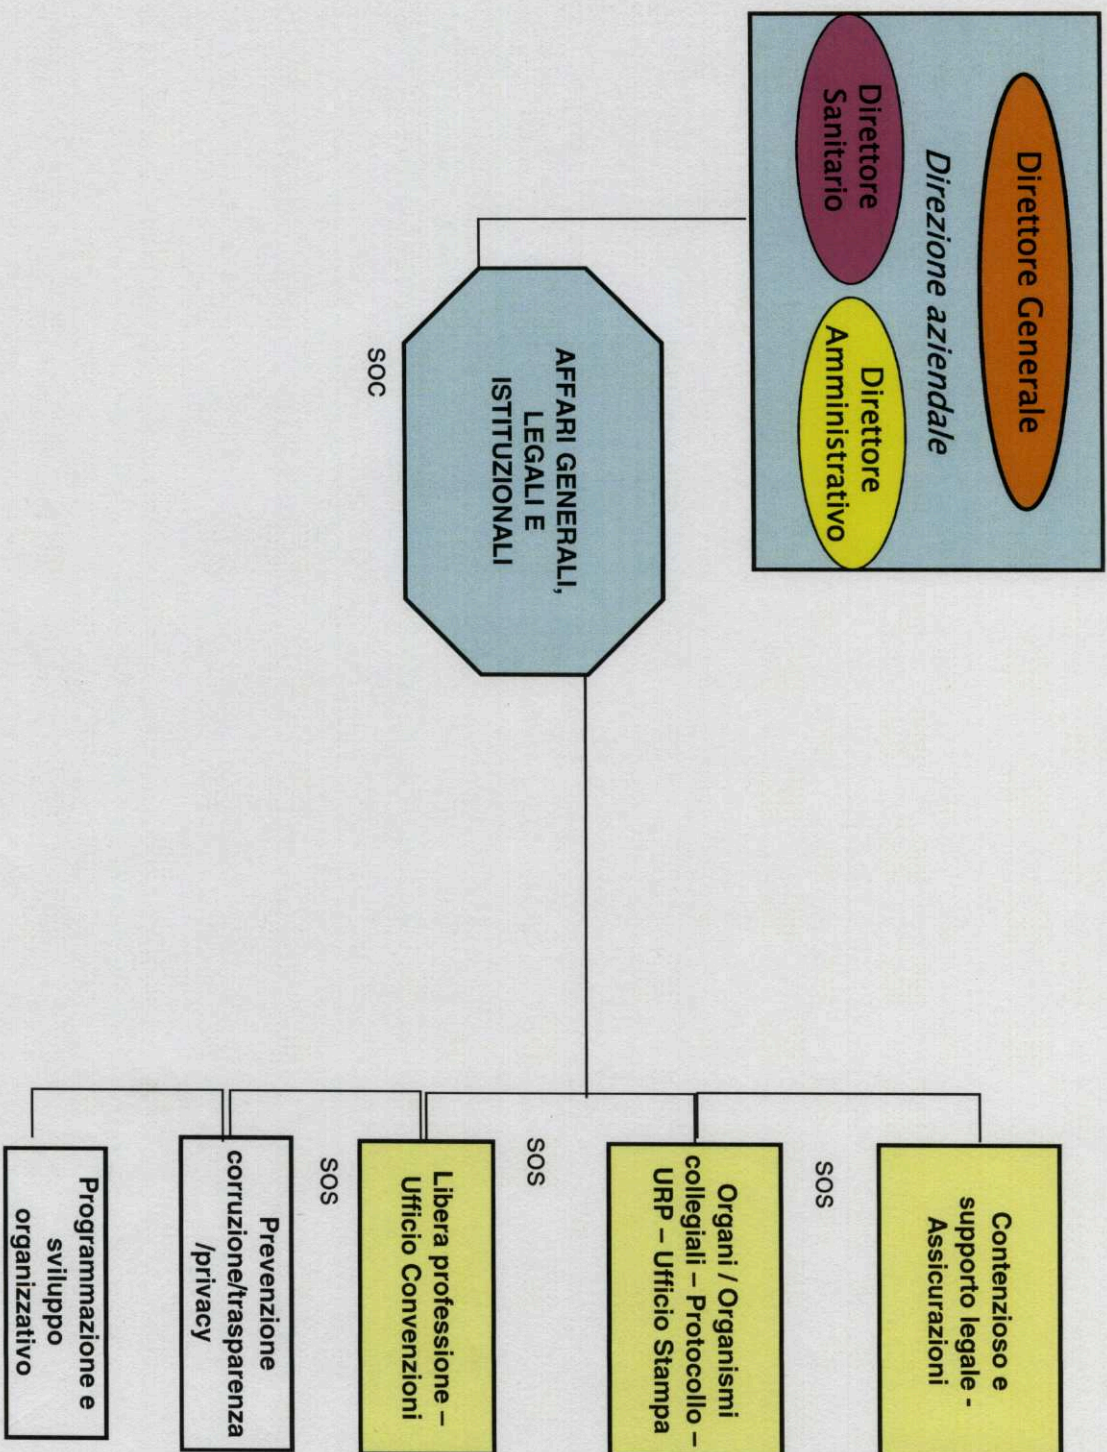 Direttore Generale
Direzione aziendale
Direttore
Sanitario
Direttore
Amministrativo
AFFARI GENERALI,
LEGALI E
ISTITUZIONALI
SOC
Contenzioso e
supporto legale -
Assicurazioni
SOS
Organi / Organismi
collegiali – Protocollo –
URP – Ufficio Stampa
SOS
Libera professione –
Ufficio Convenzioni
SOS
Prevenzione
corruzione/trasparenza
/privacy
Programmazione e
sviluppo
organizzativo